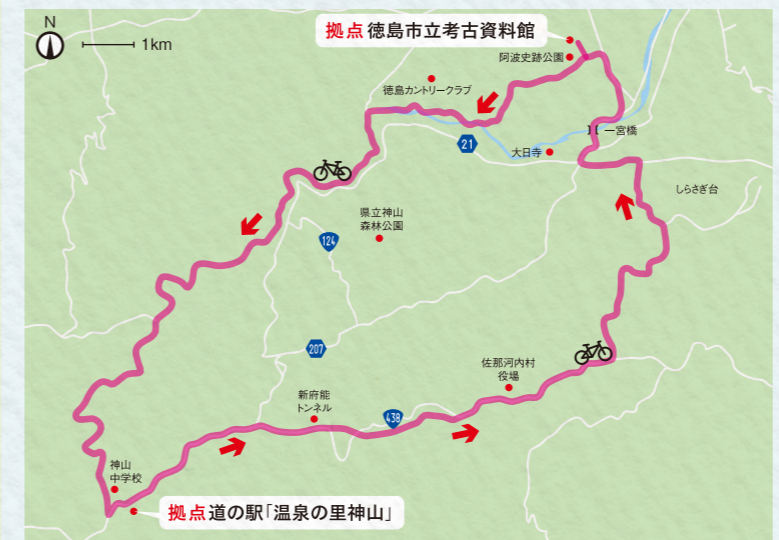 N
1km
拠点 徳島市立考古資料館
阿波史跡公園
徳島カントリークラブ
21
一宮橋
大日寺
しらさぎ台
県立神山
森林公園
124
207
佐那河内村
役場
新府能
トンネル
438
神山
中学校
拠点 道の駅「温泉の里神山」